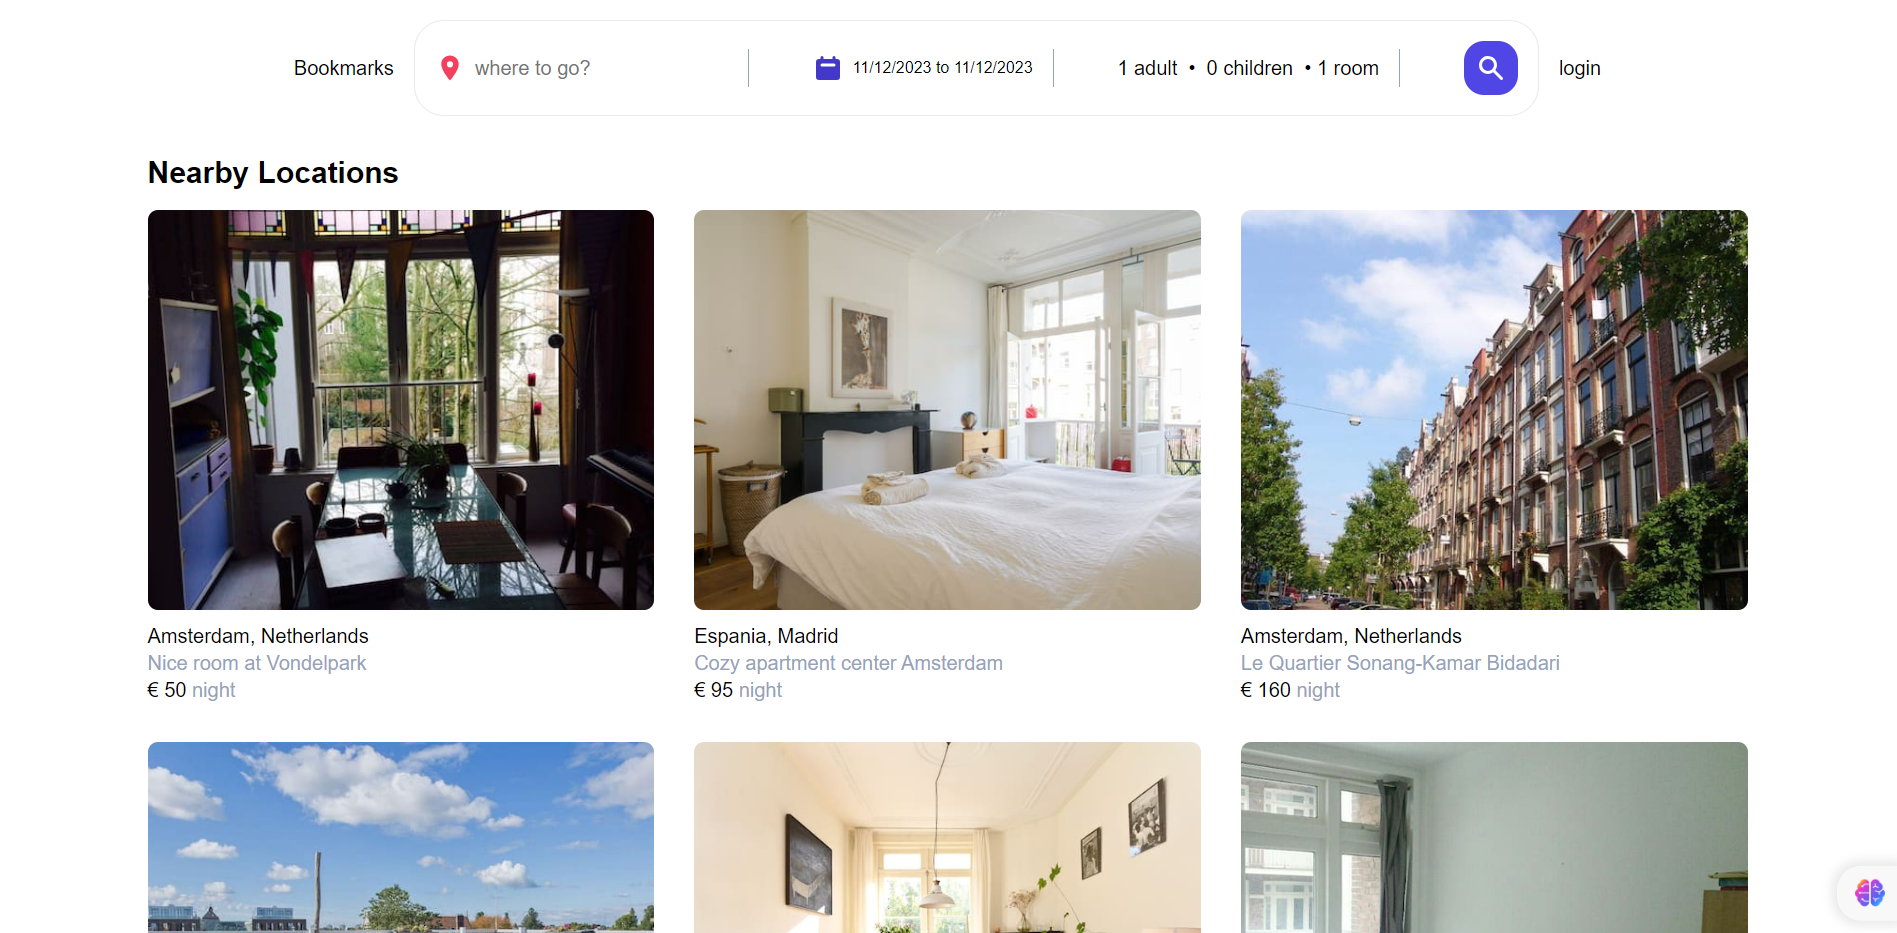 Bookmarks
where to go?
11/12/2023 to 11/12/2023
1 adult • 0 children • 1 room
login
Nearby Locations
Amsterdam, Netherlands
Nice room at Vondelpark
€ 50 night
Espania, Madrid
Cozy apartment center Amsterdam
€ 95 night
Amsterdam, Netherlands
Le Quartier Sonang-Kamar Bidadari
€ 160 night